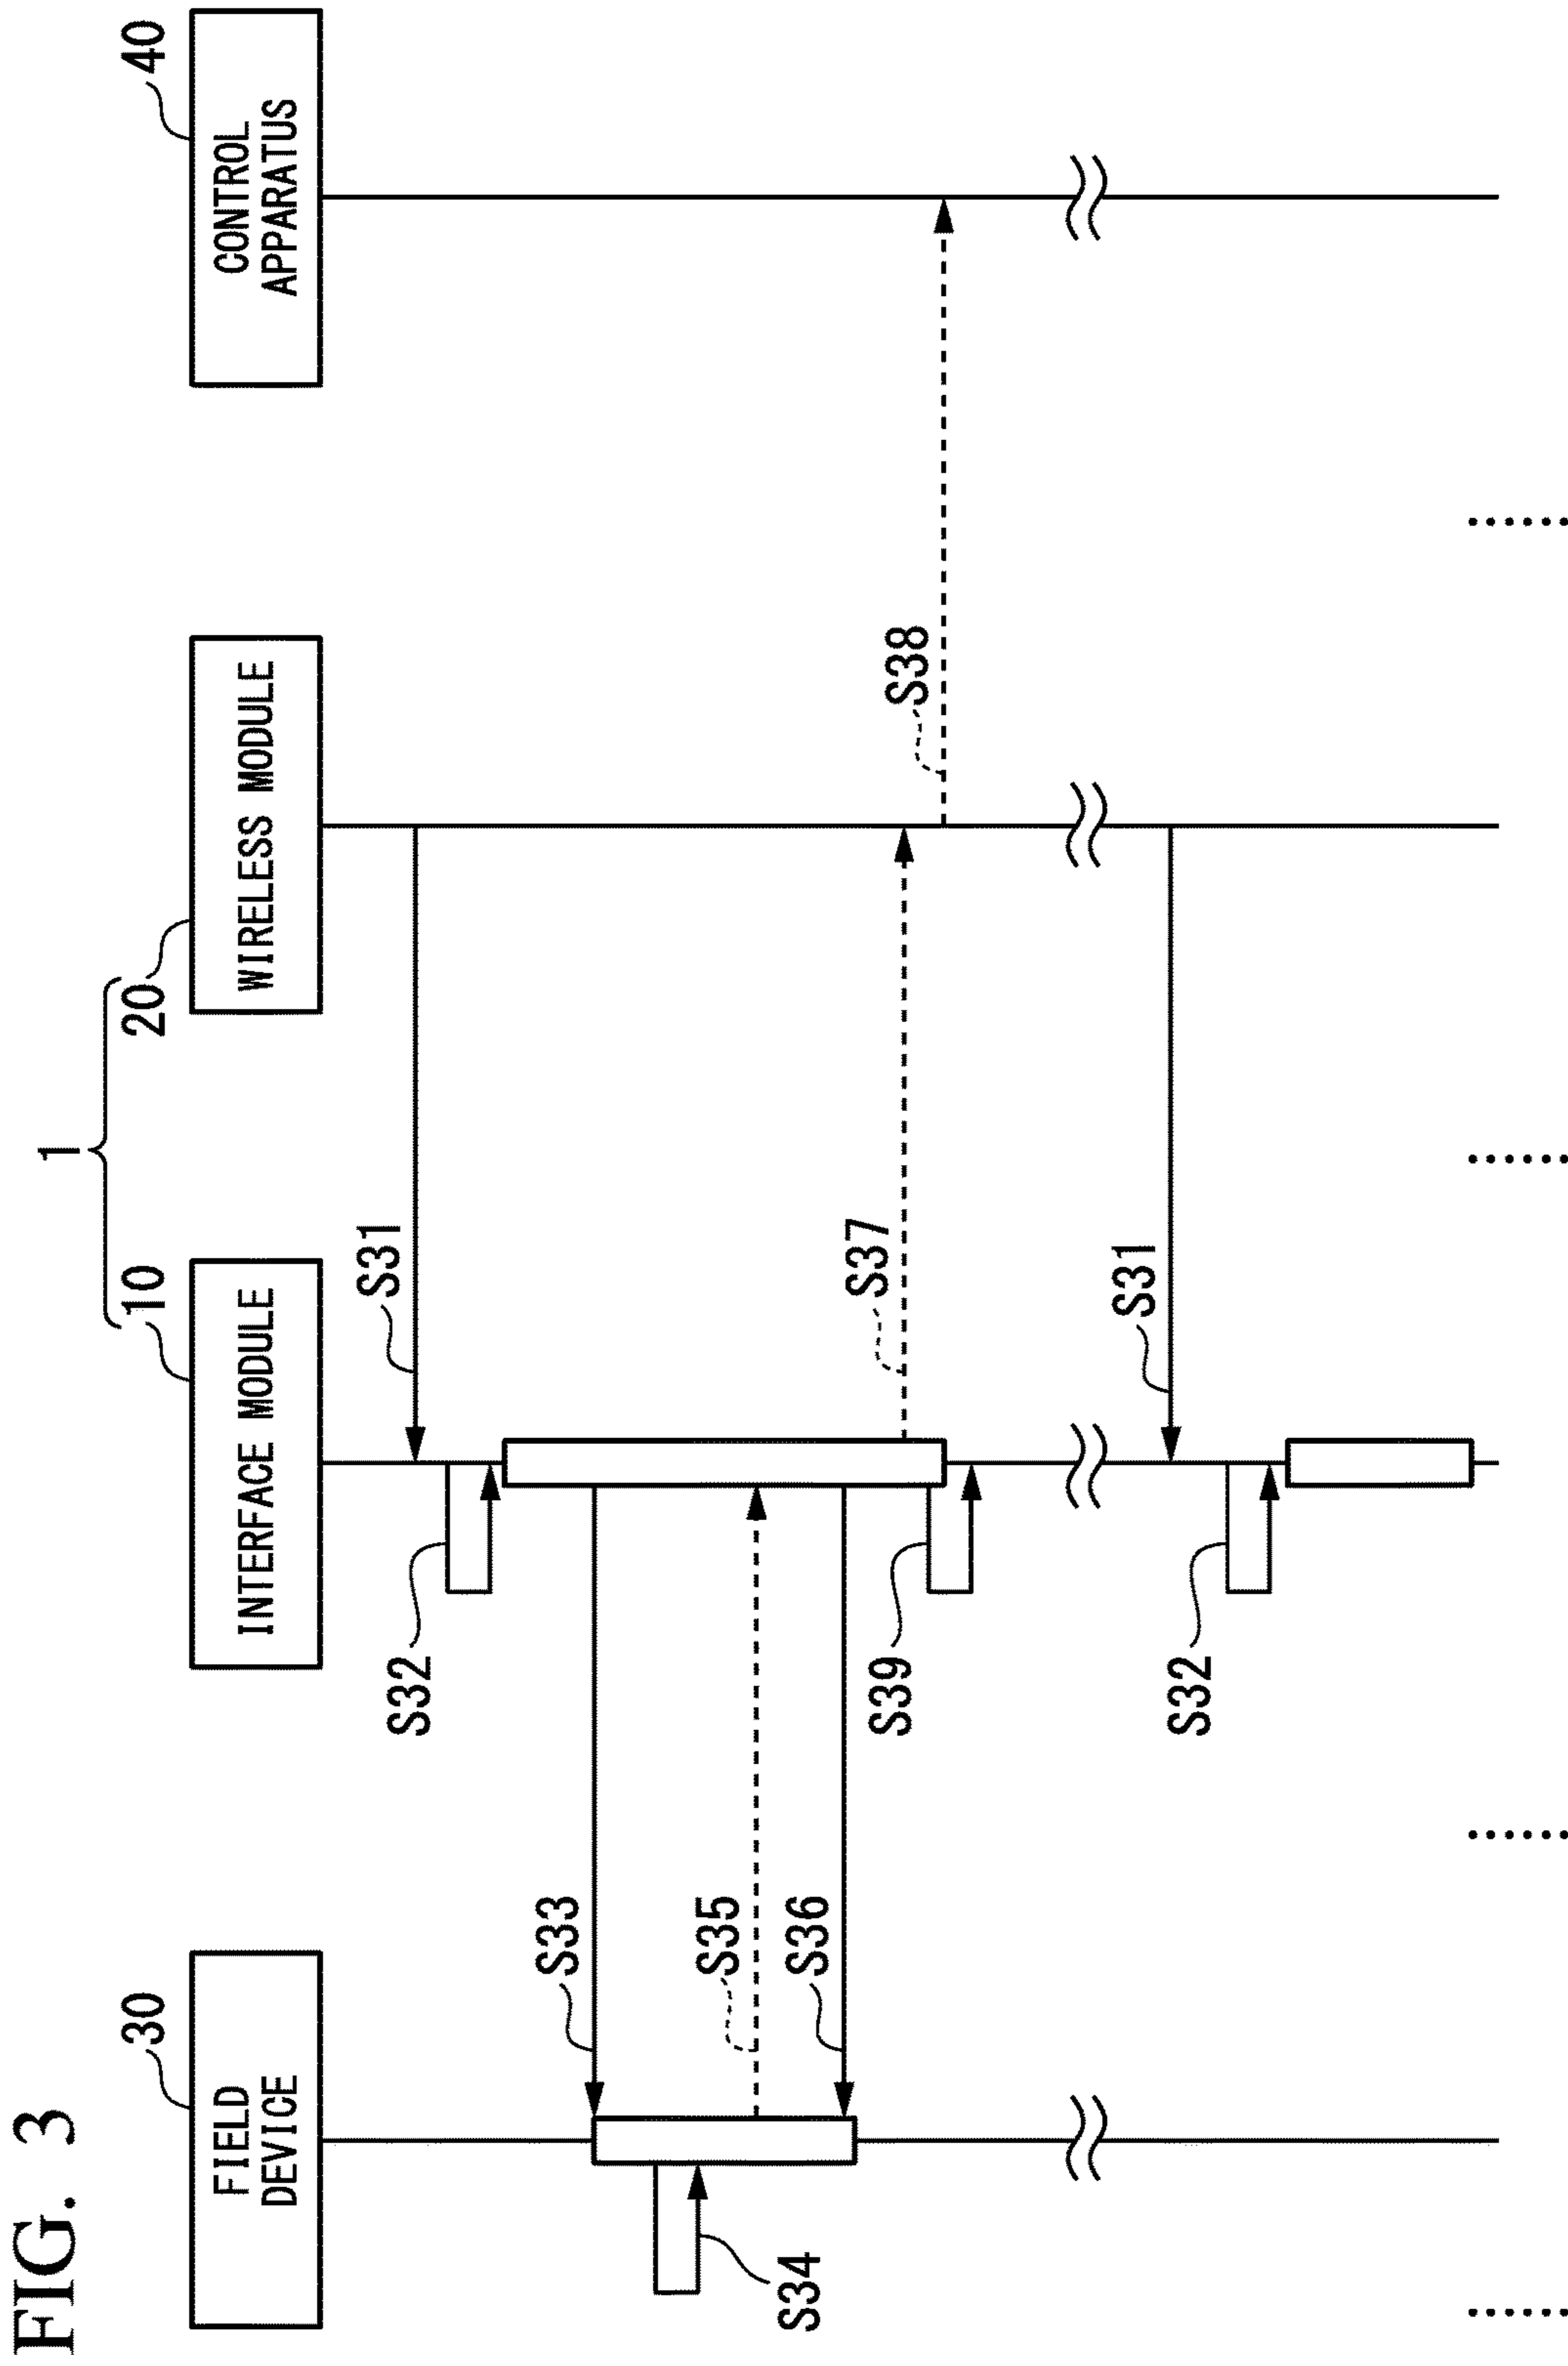 FIG. 3
1
30
10
20
40
FIELD
DEVICE
INTERFACE MODULE
WIRELESS MODULE
CONTROL
APPARATUS
S31
S32
S33
S34
S35
S36
S37
S38
S39
S31
S32